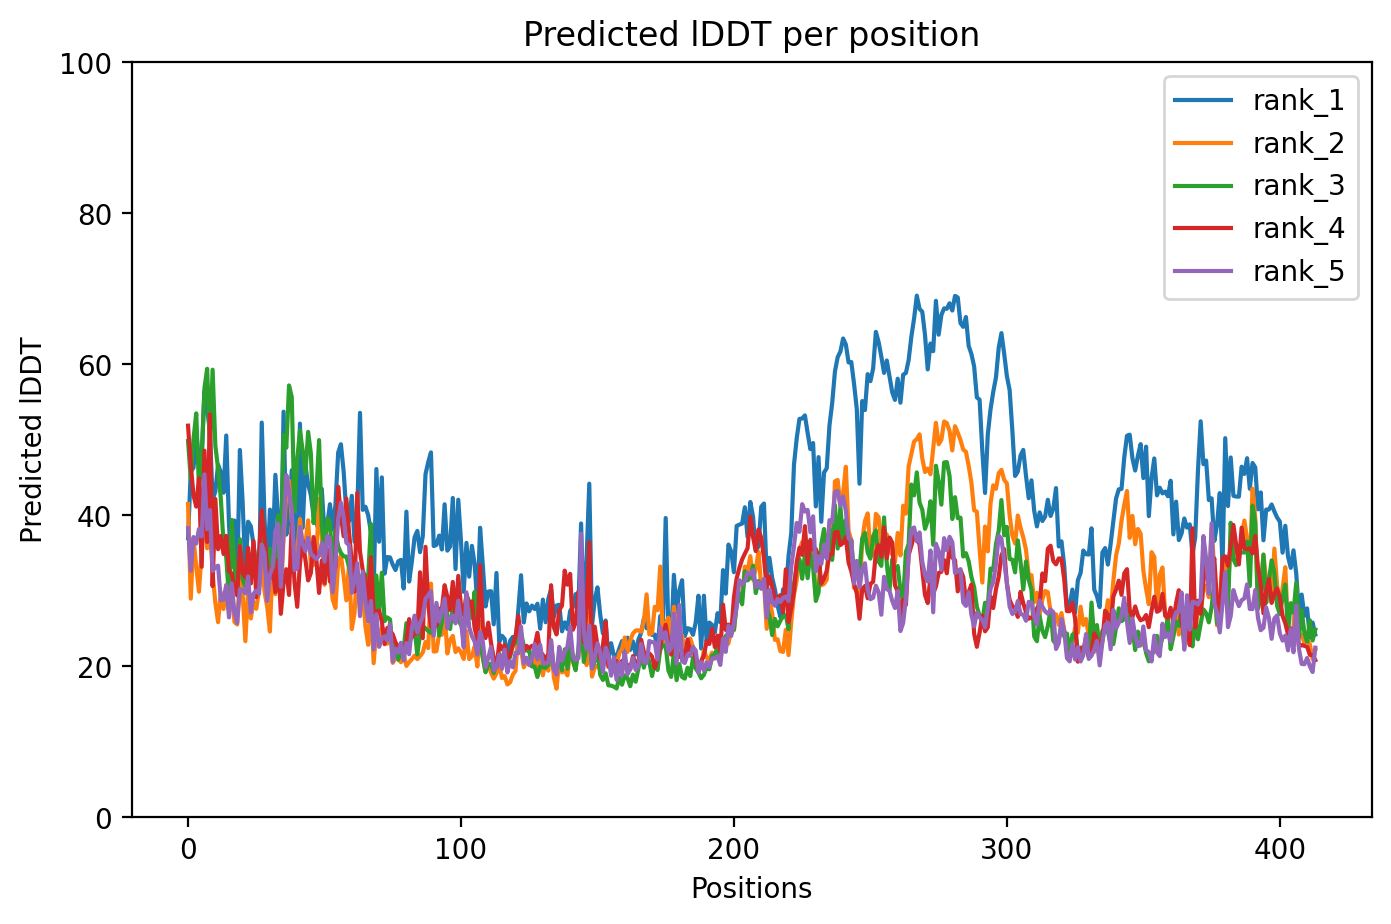 Predicted lDDT per position
100
80
60
40
20
0
Predicted lDDT
0 100 200 300 400
Positions
rank_1
rank_2
rank_3
rank_4
rank_5